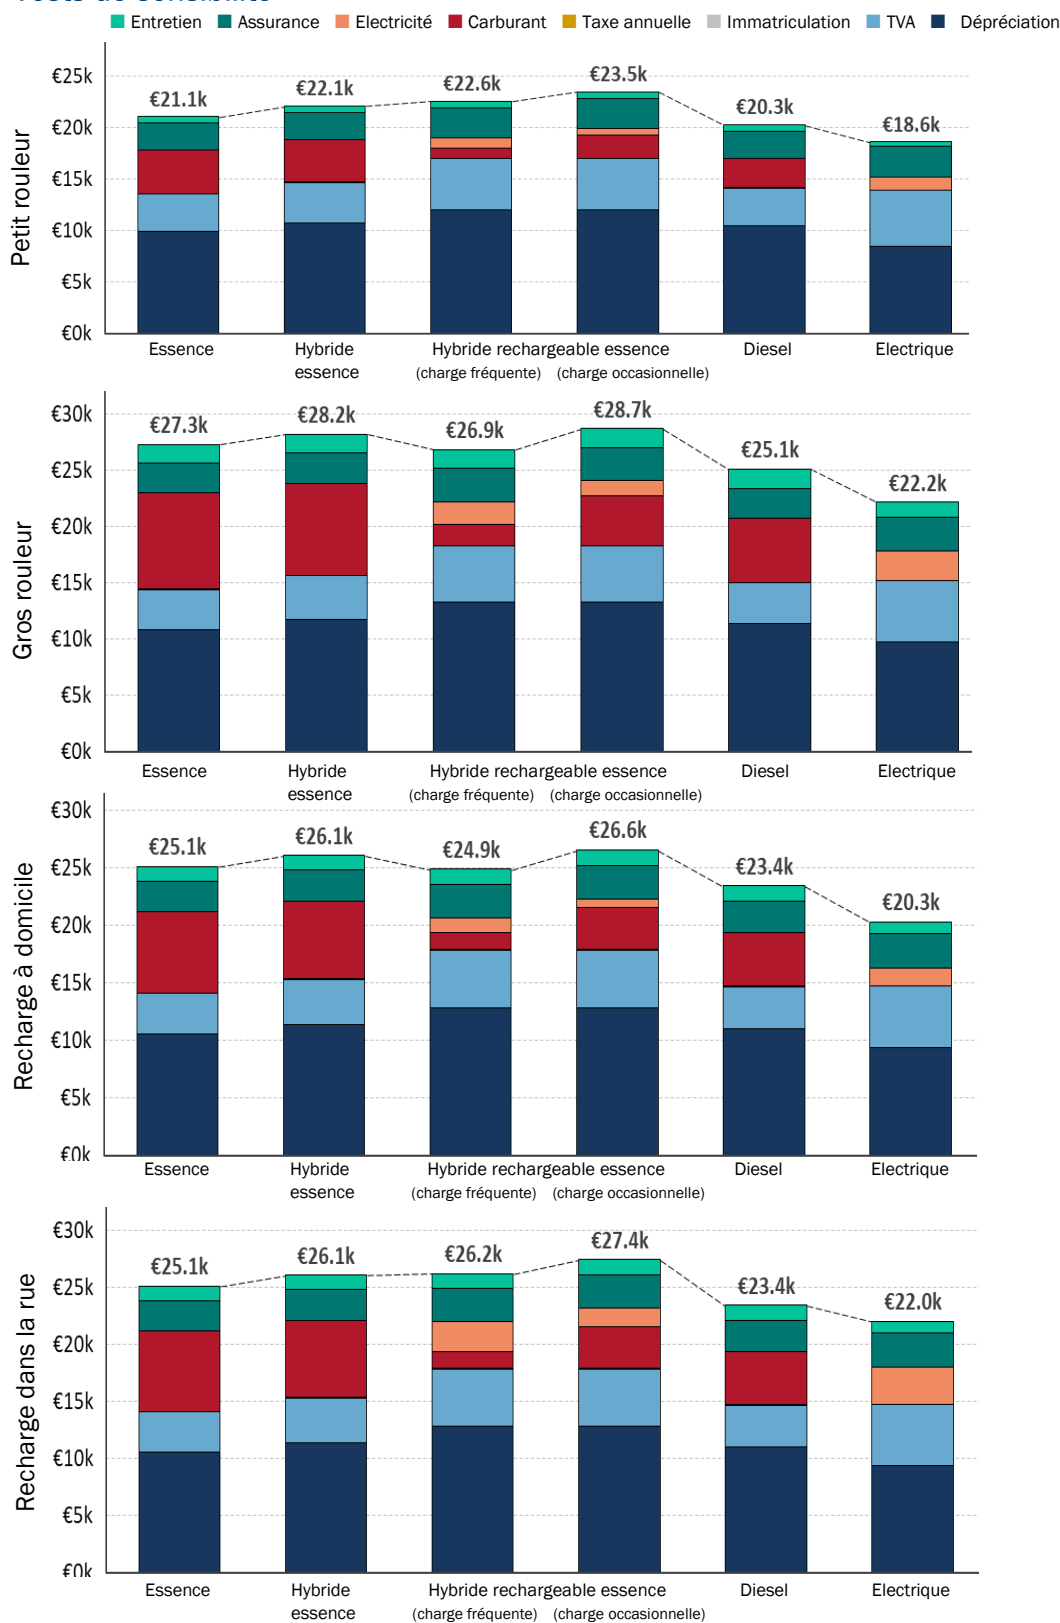 Tests de sensibilité
Entretien Assurance Electricité Carburant Taxe annuelle Immatriculation TVA Dépréciation
Petit rouleur
€25k
€20k
€15k
€10k
€5k
€0k
€21.1k €22.1k €22.6k €23.5k €20.3k €18.6k
Essence Hybride essence Hybride rechargeable essence Diesel Electrique
(charge fréquente) (charge occasionnelle)
Gros rouleur
€30k
€25k
€20k
€15k
€10k
€5k
€0k
€27.3k €28.2k €26.9k €28.7k €25.1k €22.2k
Essence Hybride essence Hybride rechargeable essence Diesel Electrique
(charge fréquente) (charge occasionnelle)
Recharge à domicile
€30k
€25k
€20k
€15k
€10k
€5k
€0k
€25.1k €26.1k €24.9k €26.6k €23.4k €20.3k
Essence Hybride essence Hybride rechargeable essence Diesel Electrique
(charge fréquente) (charge occasionnelle)
Recharge dans la rue
€30k
€25k
€20k
€15k
€10k
€5k
€0k
€25.1k €26.1k €26.2k €27.4k €23.4k €22.0k
Essence Hybride essence Hybride rechargeable essence Diesel Electrique
(charge fréquente) (charge occasionnelle)